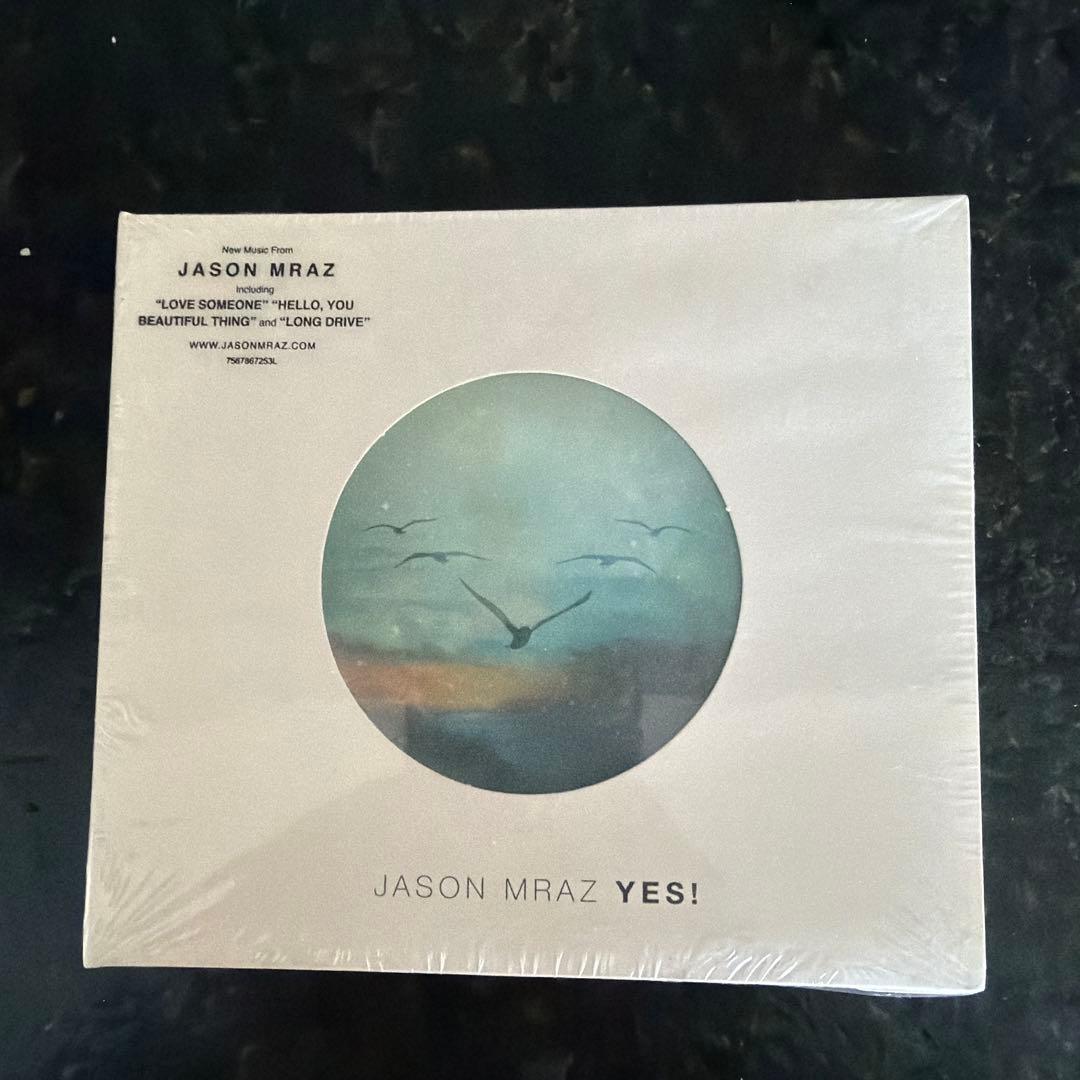 New Music From
JASON MRAZ
Including
“LOVE SOMEONE” “HELLO, YOU
BEAUTIFUL THING” and “LONG DRIVE”
WWW.JASONMRAZ.COM
7567867253L
JASON MRAZ YES!